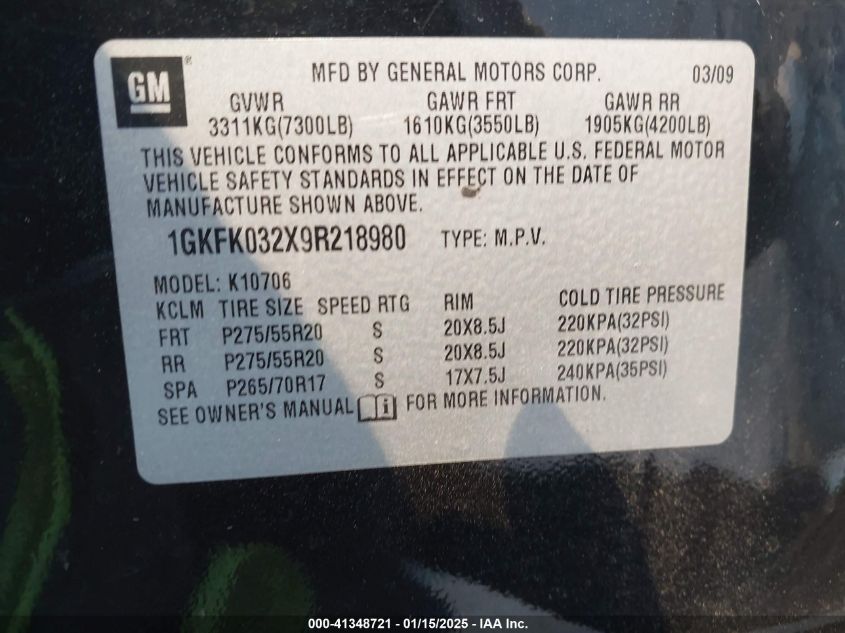 GM® MFD BY GENERAL MOTORS CORP. 03/09
GVWR GAWR FRT GAWR RR
3311KG(7300LB) 1610KG(3550LB) 1905KG(4200LB)
THIS VEHICLE CONFORMS TO ALL APPLICABLE U.S. FEDERAL MOTOR
VEHICLE SAFETY STANDARDS IN EFFECT ON THE DATE OF
MANUFACTURE SHOWN ABOVE.
1GKFK032X9R218980 TYPE: M.P.V.
MODEL: K10706
KCLM TIRE SIZE SPEED RTG RIM COLD TIRE PRESSURE
FRT P275/55R20 S 20X8.5J 220KPA(32PSI)
RR P275/55R20 S 20X8.5J 220KPA(32PSI)
SPA P265/70R17 S 17X7.5J 240KPA(35PSI)
SEE OWNER'S MANUAL i FOR MORE INFORMATION.
000-41348721 - 01/15/2025 - IAA Inc.